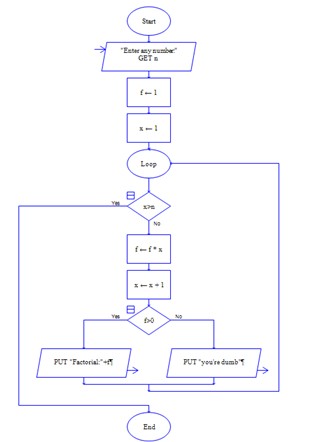 Start
"Enter any number:"
GET n
f ← 1
x ← 1
Loop
Yes
x>n
No
f ← f * x
x ← x + 1
Yes
f>0
No
PUT "Factorial:"+f¶
PUT "you're dumb"¶
End